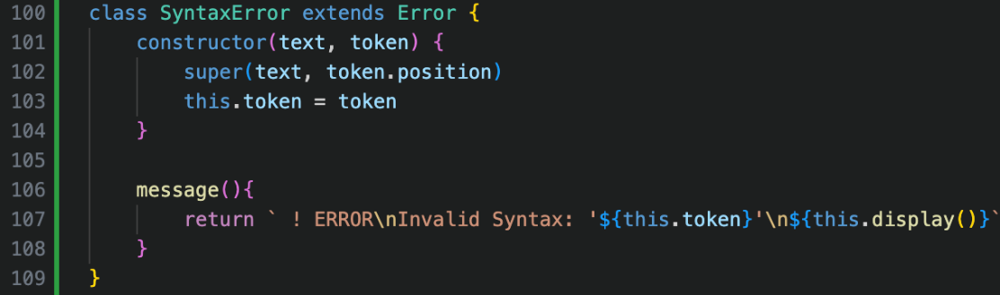 100 class SyntaxError extends Error {
101     constructor(text, token) {
102         super(text, token.position)
103         this.token = token
104     }
105
106     message(){
107         return ` ! ERROR\nInvalid Syntax: '${this.token}'\n${this.display()}`
108     }
109 }